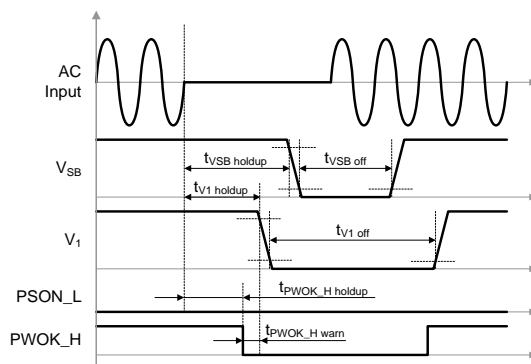 AC
Input
tVSB holdup
tVSB off
VSB
tV1 holdup
V1
tV1 off
PSON_L
tPWOK_H holdup
PWOK_H
tPWOK_H warn